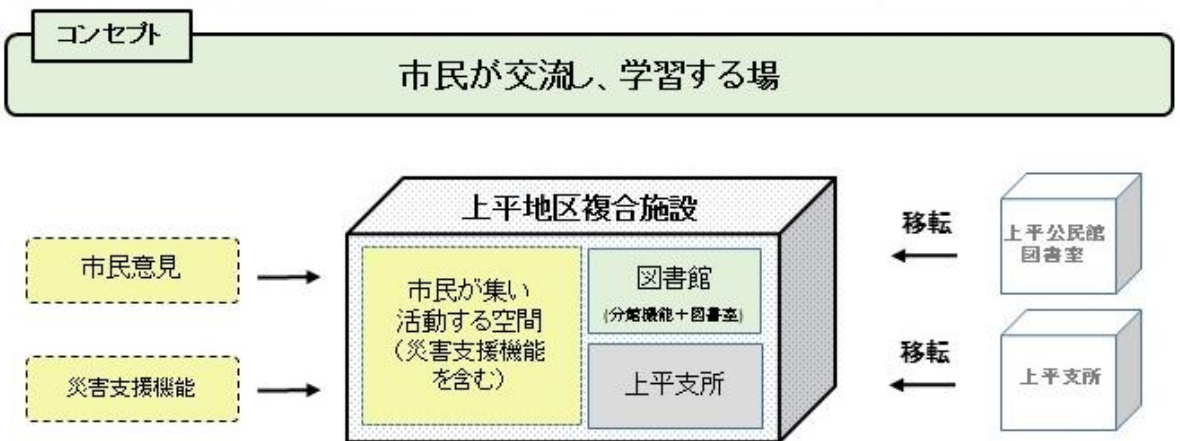 コンセプト
市民が交流し、学習する場
上平地区複合施設
市民意見
災害支援機能
市民が集い
活動する空間
（災害支援機能
を含む）
図書館
(分館機能＋図書室)
上平支所
移転
上平公民館
図書室
移転
上平支所